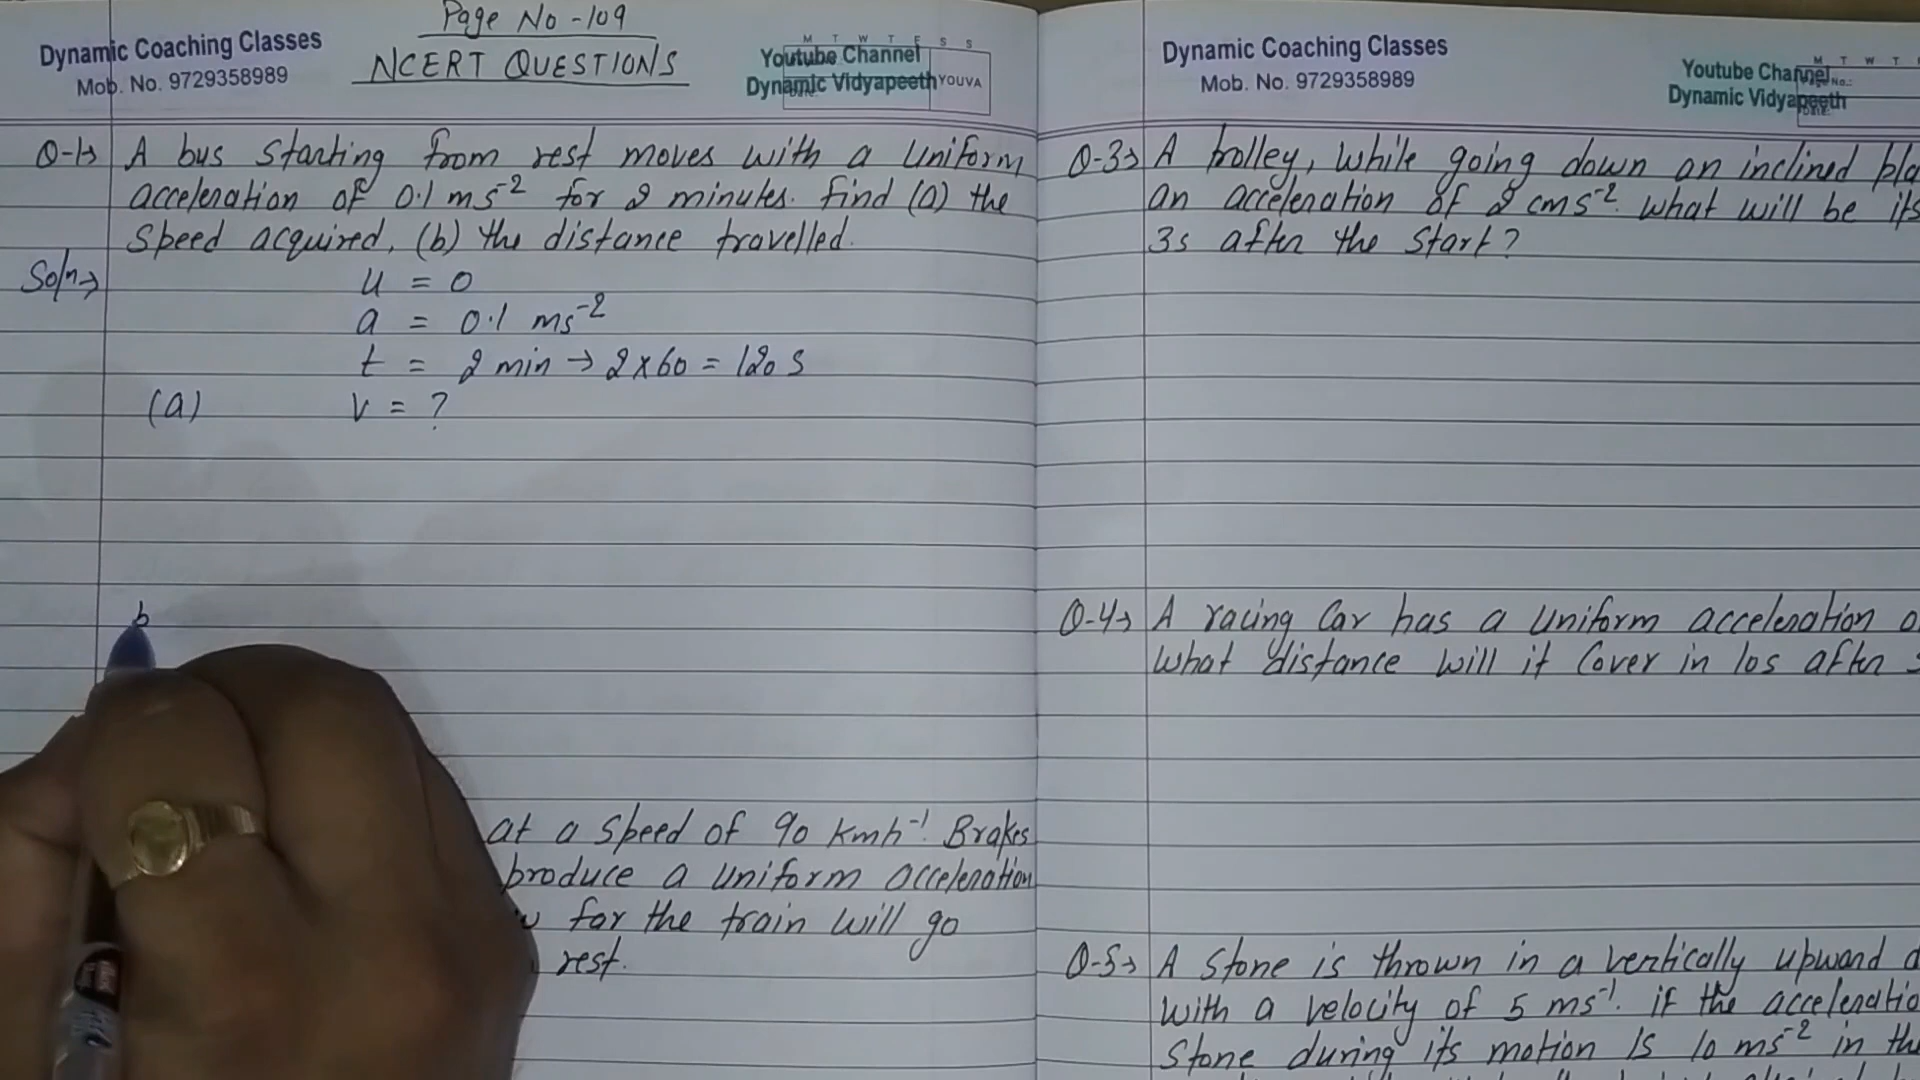 Page No - 109
NCERT QUESTIONS
Dynamic Coaching Classes
Mob. No. 9729358989
M T W T F S S
Youtube Channel
Dynamic Vidyapeeth
YOUVA
Q-1→ A bus starting from rest moves with a uniform
acceleration of 0.1 ms⁻² for 2 minutes. find (a) the
speed acquired, (b) the distance travelled.
Soln→
u = 0
a = 0.1 ms⁻²
t = 2 min → 2×60 = 120 s
(a) v = ?
b
at a speed of 90 kmh⁻¹. Brakes
produce a uniform acceleration
far the train will go
rest.
Dynamic Coaching Classes
Mob. No. 9729358989
M T W T
Youtube Channel
Dynamic Vidyapeeth
Q-3→ A trolley, while going down an inclined pla
an acceleration of 2 cms⁻². what will be its
3s after the start?
Q-4→ A racing car has a uniform acceleration o
what distance will it cover in 10s after
Q-5→ A stone is thrown in a vertically upward d
with a velocity of 5 ms⁻¹. if the acceleratio
stone during its motion is 10 ms⁻² in th